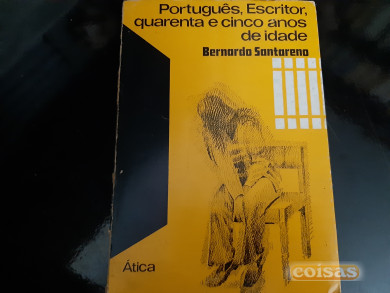 Português, Escritor,
quarenta e cinco anos
de idade
Bernardo Santareno
Ática
coisas